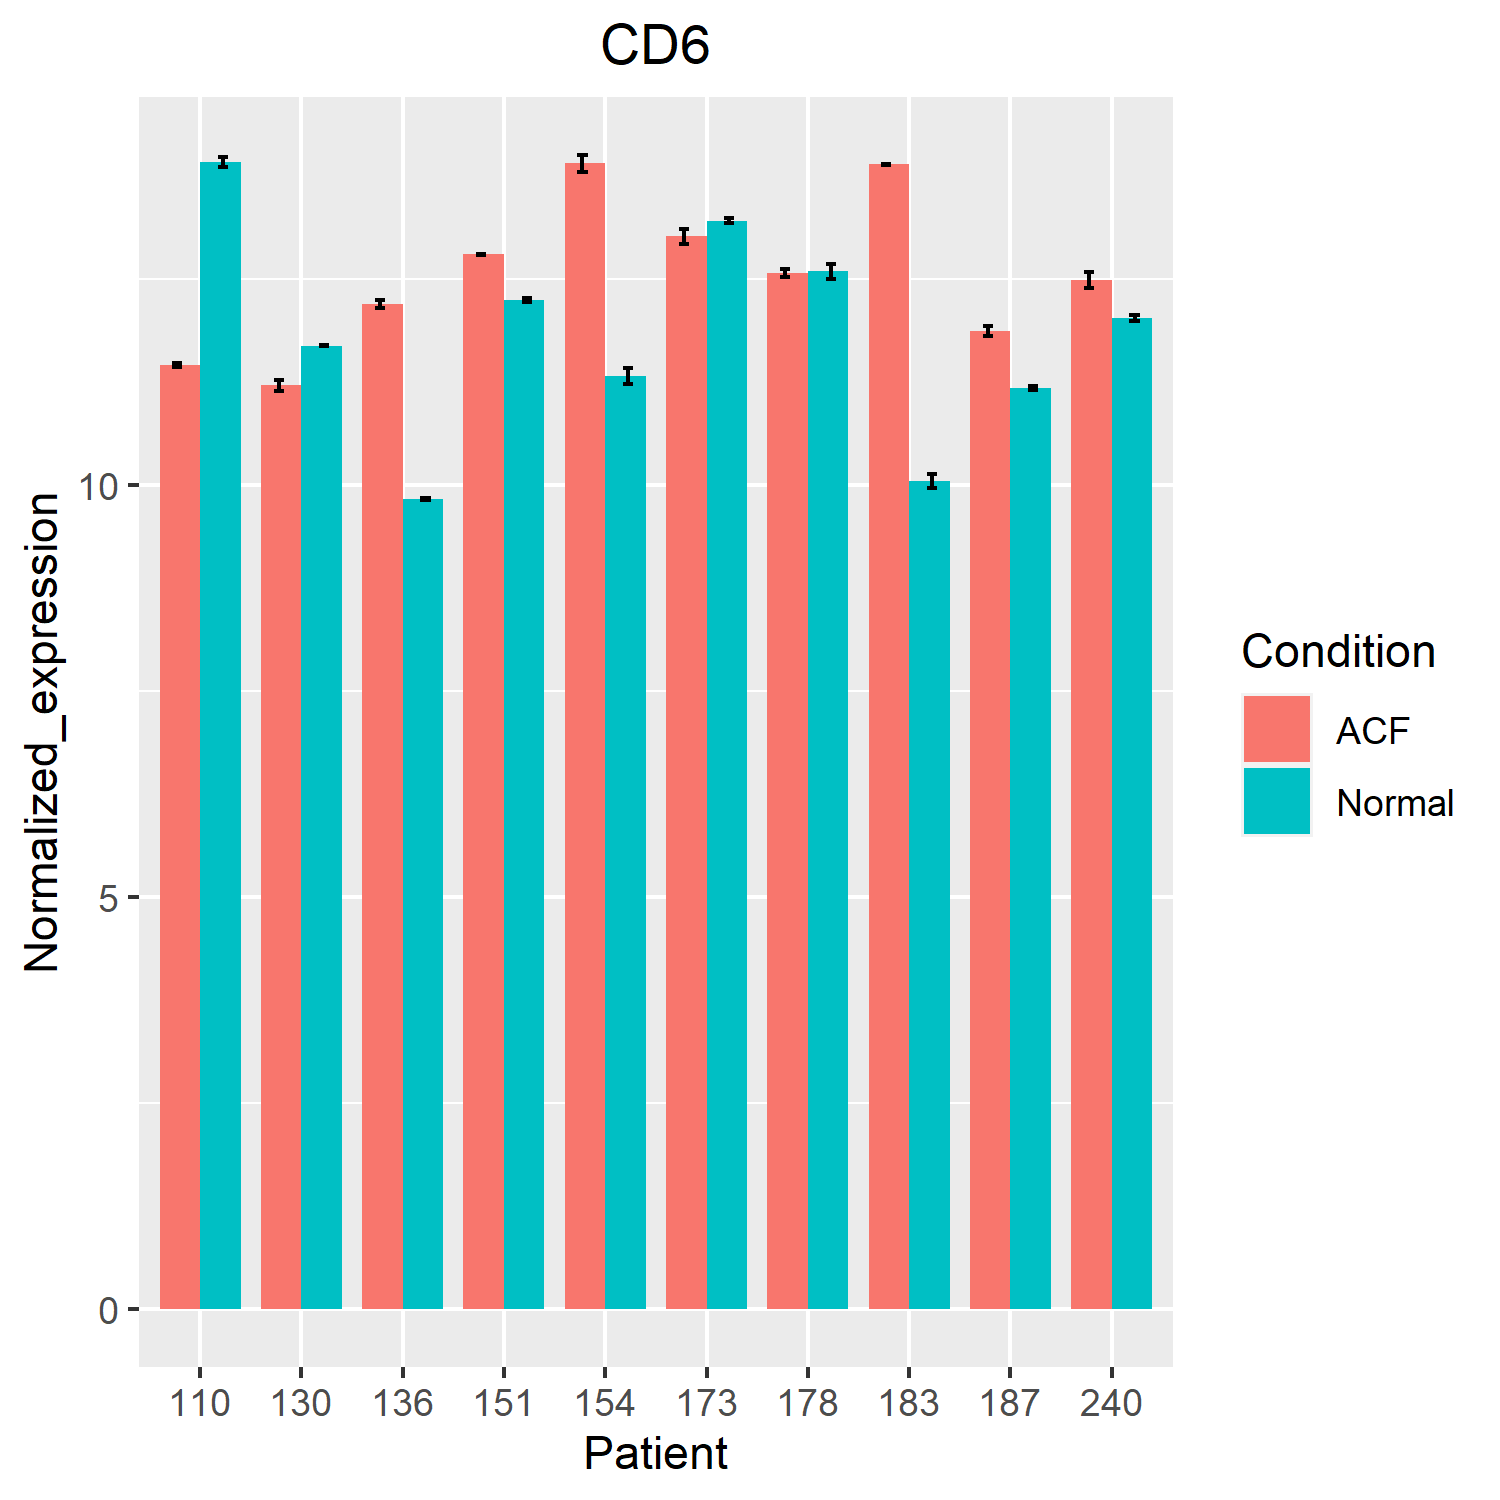 CD6
Normalized_expression
10
5
0
110 130 136 151 154 173 178 183 187 240
Patient
Condition
ACF
Normal